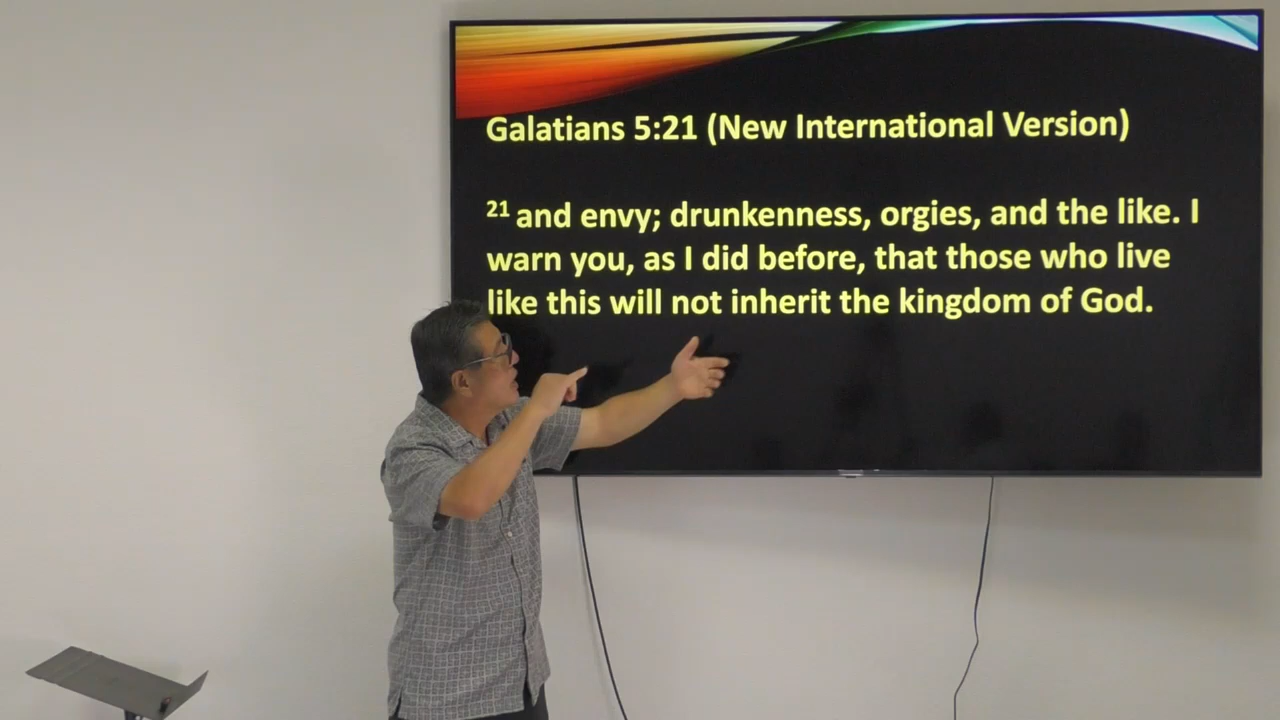 Galatians 5:21 (New International Version)
21 and envy; drunkenness, orgies, and the like. I
warn you, as I did before, that those who live
like this will not inherit the kingdom of God.